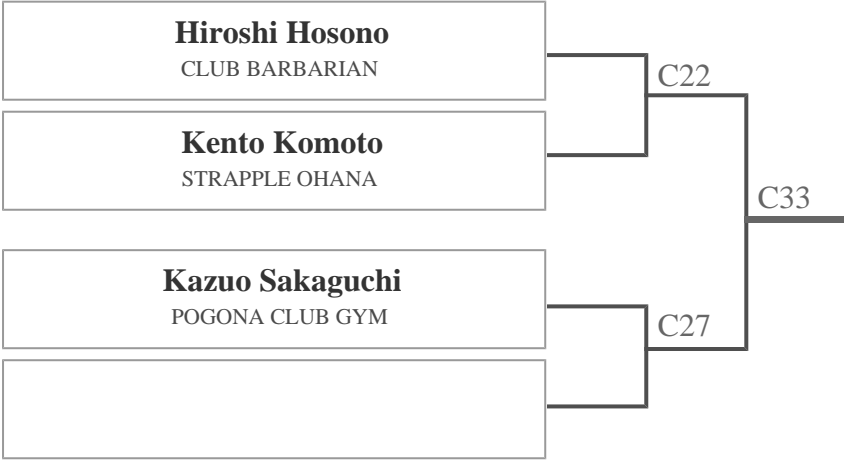 Hiroshi Hosono
CLUB BARBARIAN
C22
Kento Komoto
STRAPPLE OHANA
C33
Kazuo Sakaguchi
POGONA CLUB GYM
C27